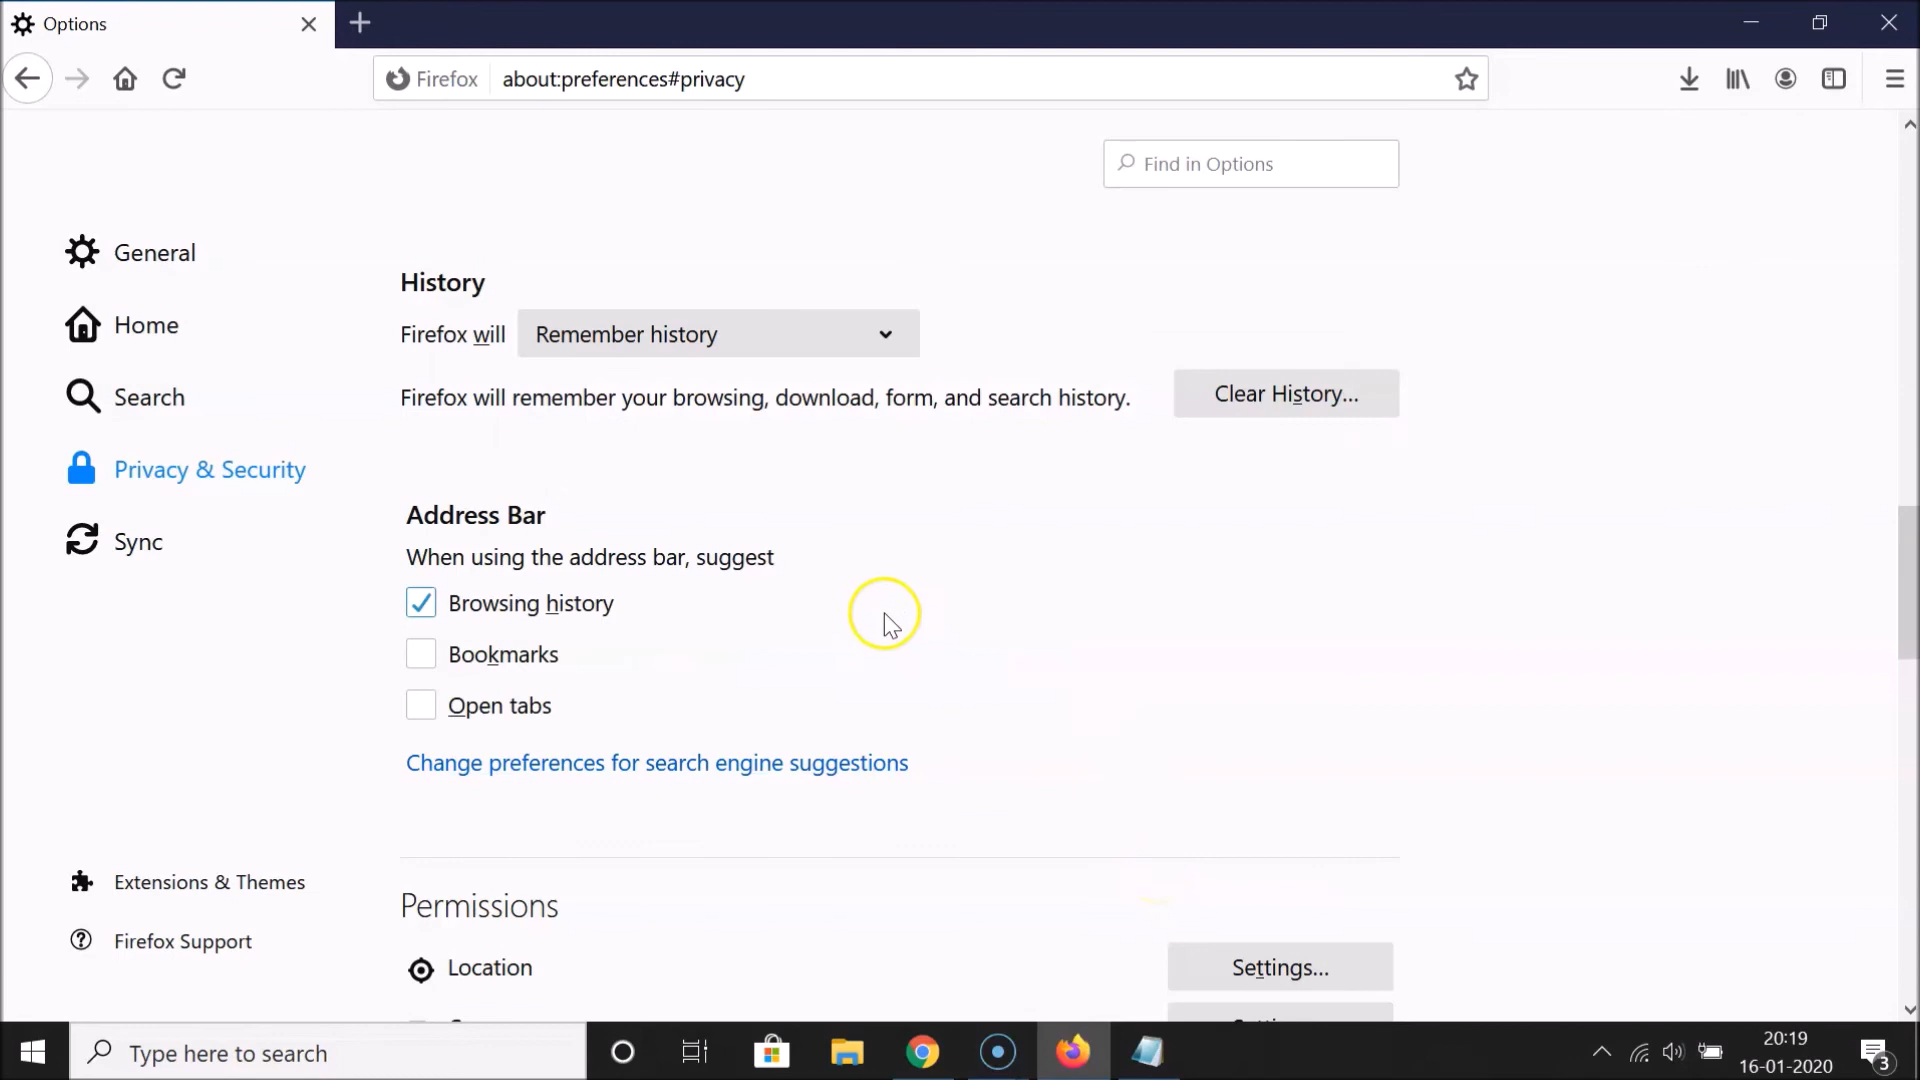 Options
Firefox
about:preferences#privacy
Find in Options
General
Home
Search
Privacy & Security
Sync
Extensions & Themes
Firefox Support
History
Firefox will
Remember history
Firefox will remember your browsing, download, form, and search history.
Clear History...
Address Bar
When using the address bar, suggest
Browsing history
Bookmarks
Open tabs
Change preferences for search engine suggestions
Permissions
Location
Settings...
Type here to search
20:19
16-01-2020
3